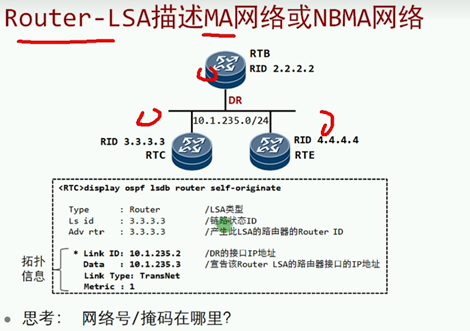 Router-LSA描述MA网络或NBMA网络
RTB
RID 2.2.2.2
DR
10.1.235.0/24
RID 3.3.3.3
RTC
RID 4.4.4.4
RTE
<RTC>display ospf lsdb router self-originate
Type : Router /LSA类型
Ls id : 3.3.3.3 /链路状态ID
Adv rtr : 3.3.3.3 /产生此LSA的路由器的Router ID
拓扑信息
* Link ID: 10.1.235.2 /DR的接口IP地址
Data : 10.1.235.3 /宣告该Router LSA的路由器接口的IP地址
Link Type: TransNet
Metric : 1
• 思考： 网络号/掩码在哪里？